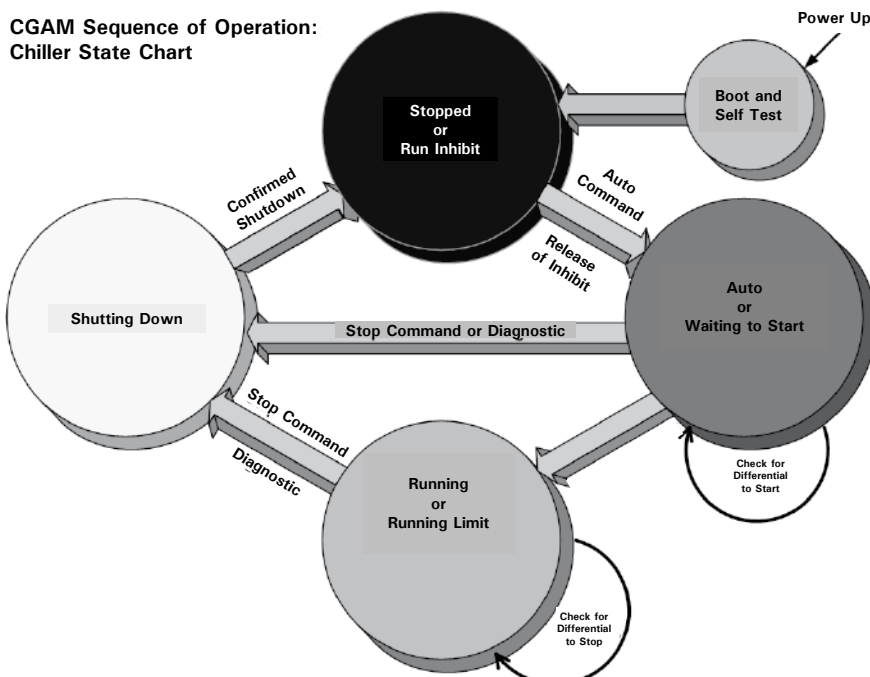 CGAM Sequence of Operation:
Chiller State Chart
Power Up
Boot and
Self Test
Stopped
or
Run Inhibit
Confirmed
Shutdown
Auto
Command
Release
of Inhibit
Auto
or
Waiting to Start
Shutting Down
Stop Command or Diagnostic
Stop Command
Diagnostic
Check for
Differential
to Start
Running
or
Running Limit
Check for
Differential
to Stop